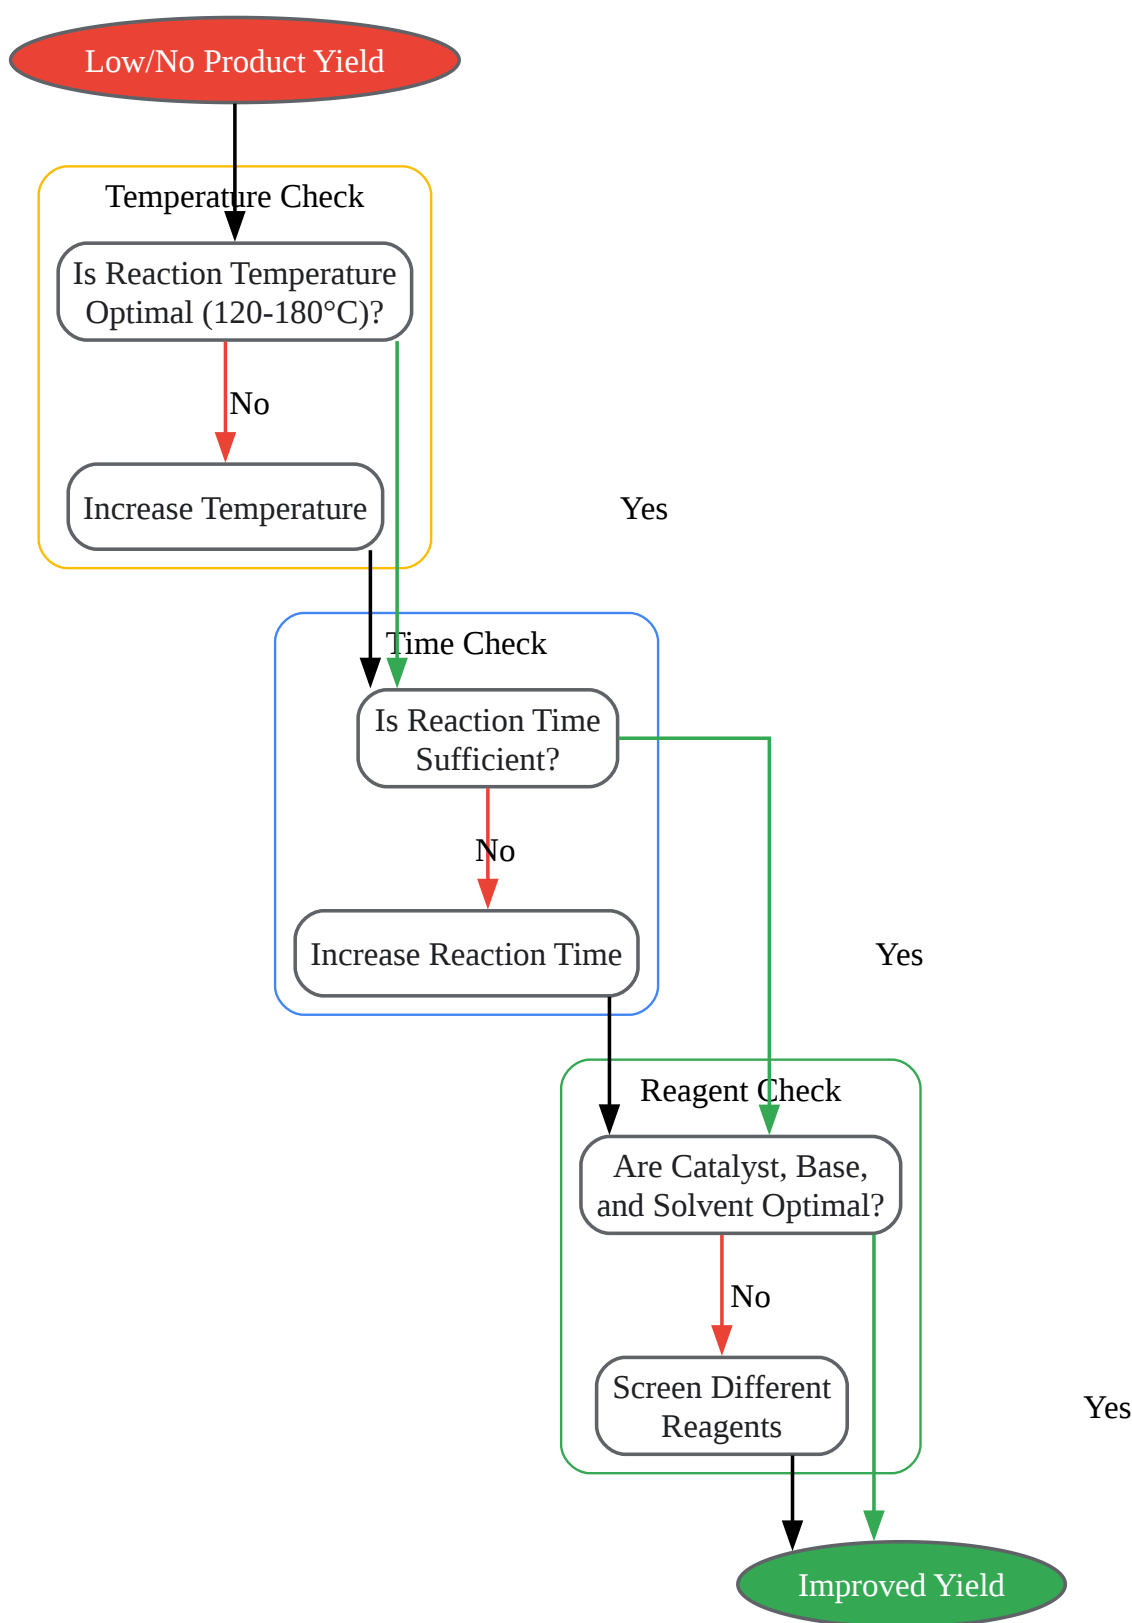 Low/No Product Yield
Temperature Check
Is Reaction Temperature
Optimal (120-180°C)?
No
Increase Temperature
Yes
Time Check
Is Reaction Time
Sufficient?
No
Increase Reaction Time
Yes
Reagent Check
Are Catalyst, Base,
and Solvent Optimal?
No
Screen Different
Reagents
Yes
Improved Yield